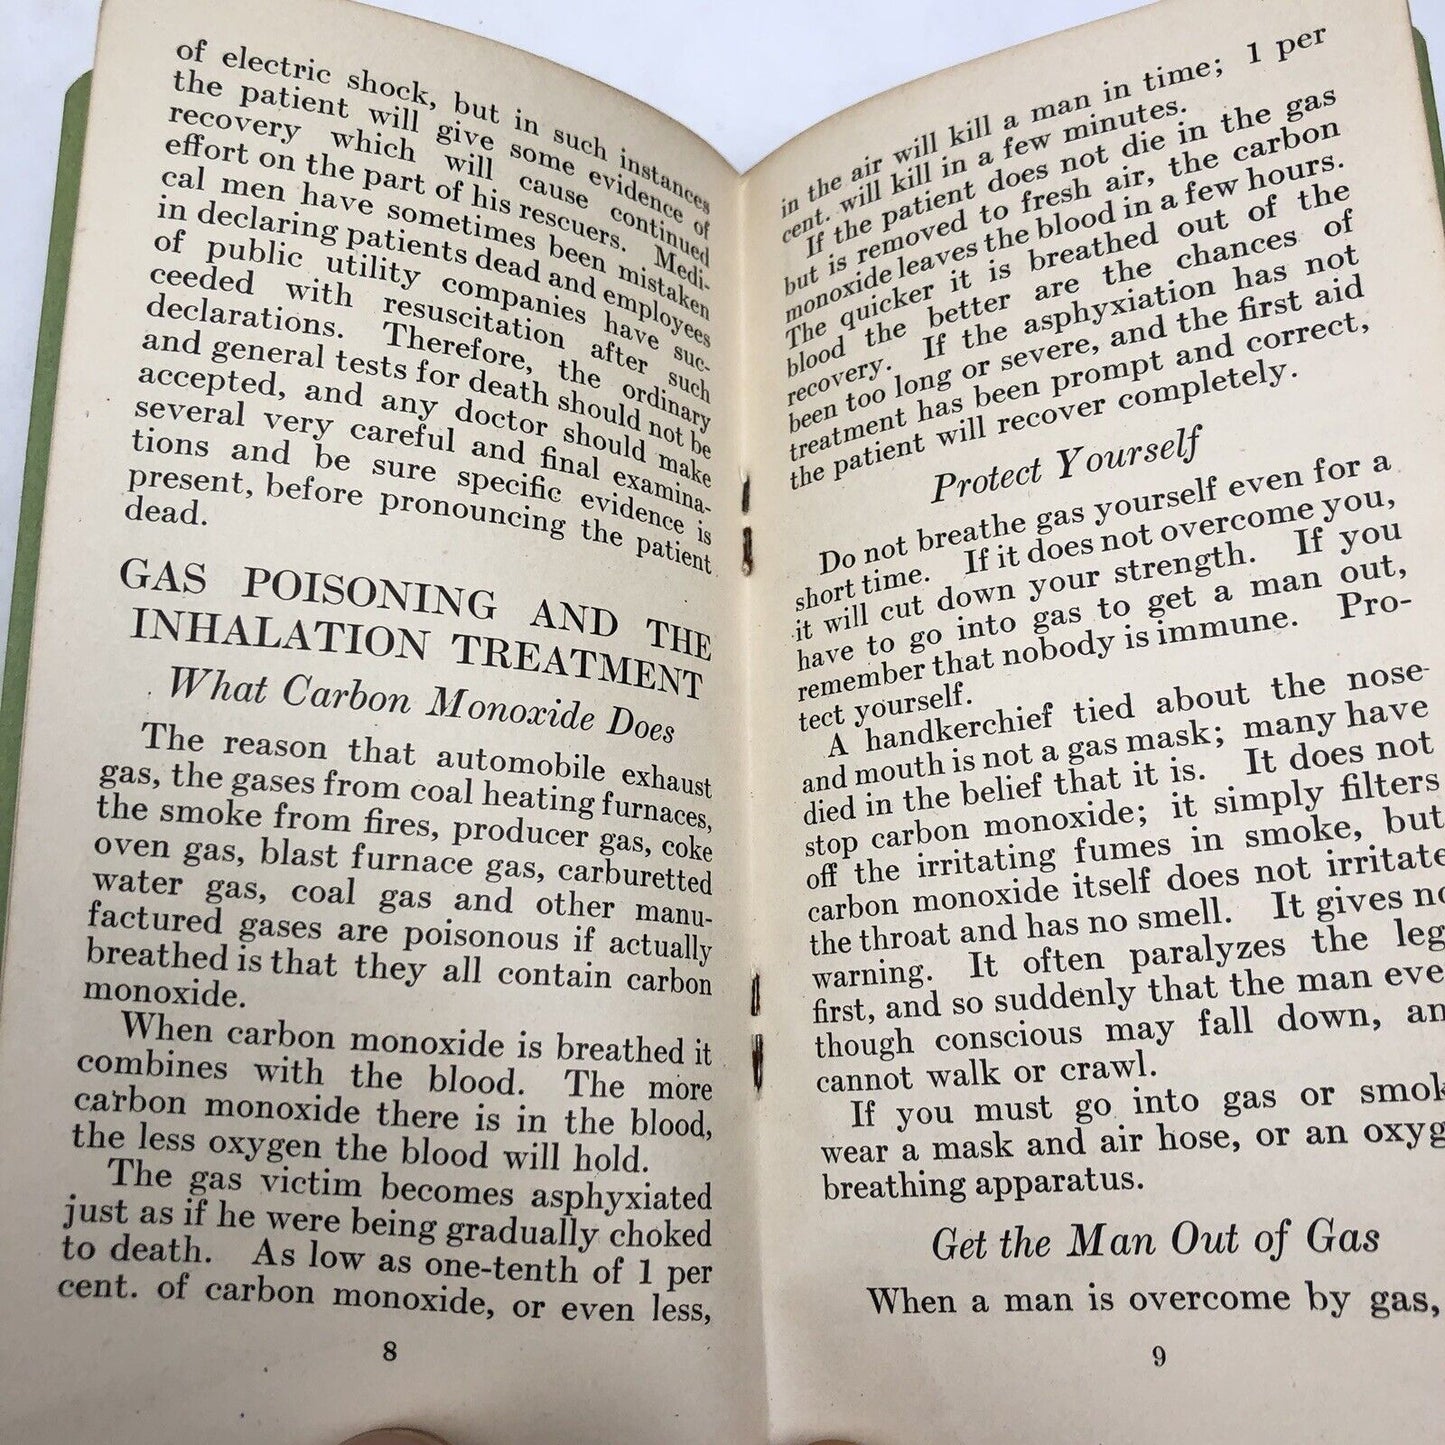 of electric shock, but in such instances
the patient will give some evidence of
recovery which will cause continued
effort on the part of his rescuers. Medi-
cal men have sometimes been mistaken
in declaring patients dead and employees
of public utility companies have suc-
ceeded with resuscitation after such
declarations. Therefore, the ordinary
and general tests for death should not be
accepted, and any doctor should make
several very careful and final examina-
tions and be sure specific evidence is
present, before pronouncing the patient
dead.
GAS POISONING AND THE
INHALATION TREATMENT
What Carbon Monoxide Does
The reason that automobile exhaust
gas, the gases from coal heating furnaces,
the smoke from fires, producer gas, coke
oven gas, blast furnace gas, carburetted
water gas, coal gas and other manu-
factured gases are poisonous if actually
breathed is that they all contain carbon
monoxide.
When carbon monoxide is breathed it
combines with the blood. The more
carbon monoxide there is in the blood,
the less oxygen the blood will hold.
The gas victim becomes asphyxiated
just as if he were being gradually choked
to death. As low as one-tenth of 1 per
cent. of carbon monoxide, or even less,
8
in the air will kill a man in time; 1 per
cent. will kill in a few minutes.
If the patient does not die in the gas
but is removed to fresh air, the carbon
monoxide leaves the blood in a few hours.
The quicker it is breathed out of the
blood the better are the chances of
recovery. If the asphyxiation has not
been too long or severe, and the first aid
treatment has been prompt and correct,
the patient will recover completely.
Protect Yourself
Do not breathe gas yourself even for a
short time. If it does not overcome you,
it will cut down your strength. If you
have to go into gas to get a man out,
remember that nobody is immune. Pro-
tect yourself.
A handkerchief tied about the nose
and mouth is not a gas mask; many have
died in the belief that it is. It does not
stop carbon monoxide; it simply filters
off the irritating fumes in smoke, but
carbon monoxide itself does not irritate
the throat and has no smell. It gives no
warning. It often paralyzes the leg
first, and so suddenly that the man eve
though conscious may fall down, an
cannot walk or crawl.
If you must go into gas or smok
wear a mask and air hose, or an oxyg
breathing apparatus.
Get the Man Out of Gas
When a man is overcome by gas,
9